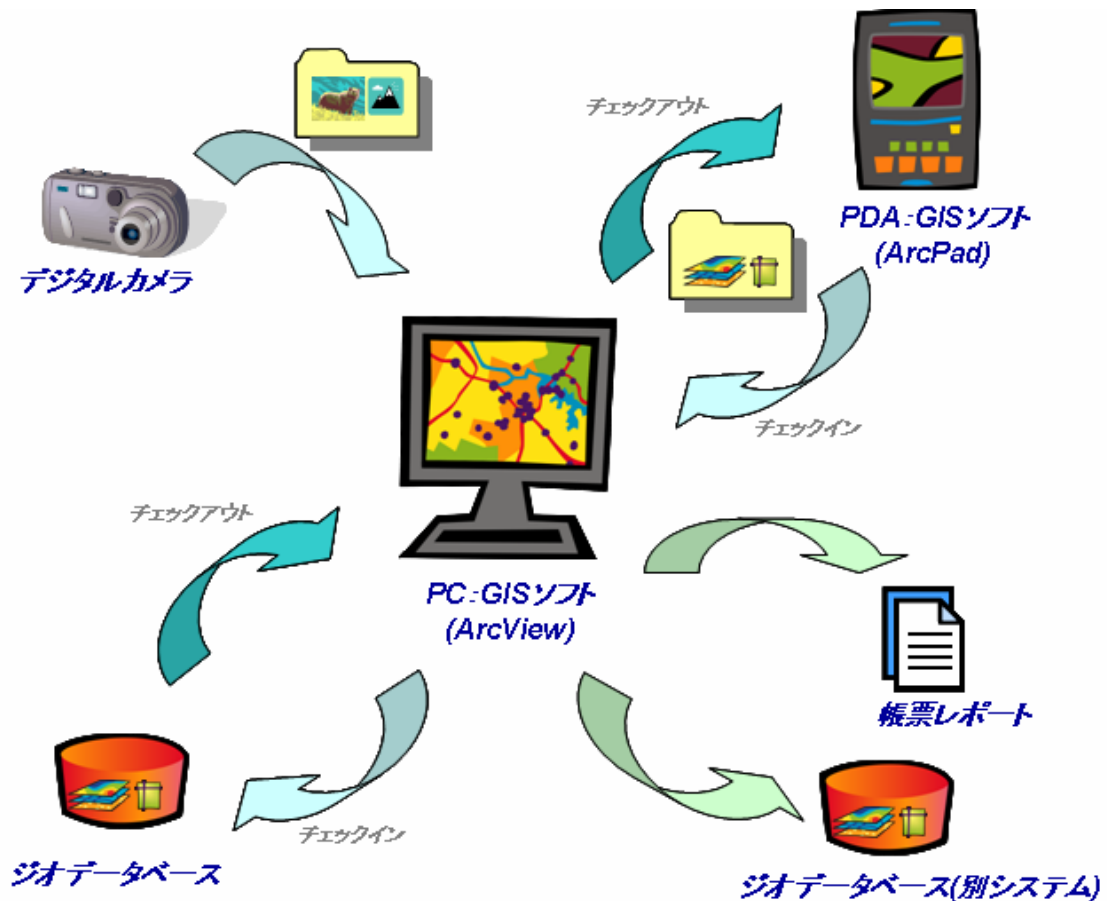 チェックアウト
PDA：GISソフト
(ArcPad)
デジタルカメラ
チェックイン
チェックアウト
PC：GISソフト
(ArcView)
帳票レポート
チェックイン
ジオデータベース
ジオデータベース(別システム)